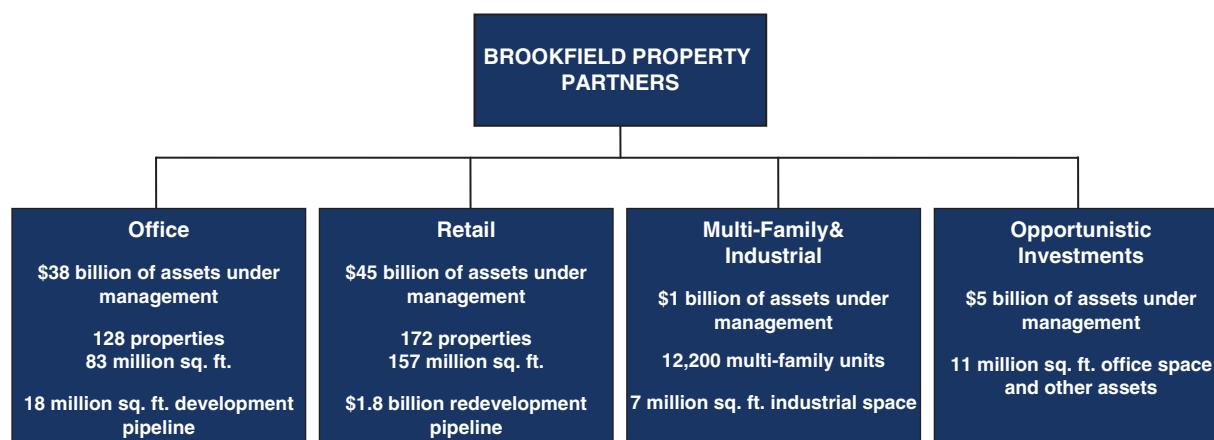 BROOKFIELD PROPERTY
PARTNERS
Office
$38 billion of assets under
management
128 properties
83 million sq. ft.
18 million sq. ft. development
pipeline
Retail
$45 billion of assets under
management
172 properties
157 million sq. ft.
$1.8 billion redevelopment
pipeline
Multi-Family&
Industrial
$1 billion of assets under
management
12,200 multi-family units
7 million sq. ft. industrial space
Opportunistic
Investments
$5 billion of assets under
management
11 million sq. ft. office space
and other assets